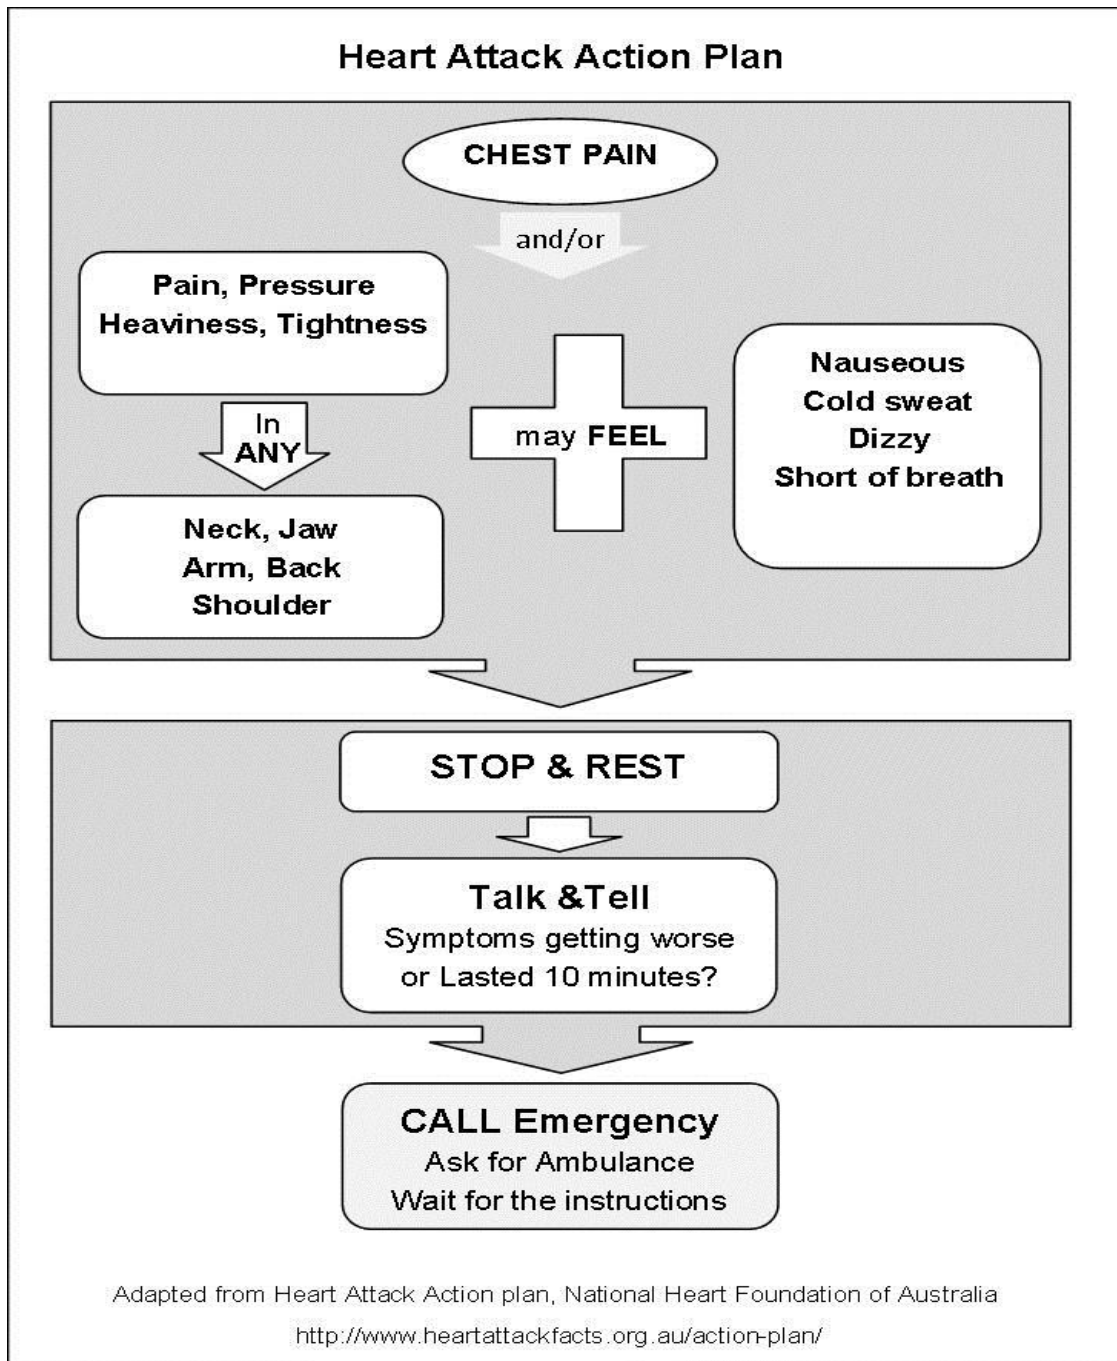 Heart Attack Action Plan
CHEST PAIN
and/or
Pain, Pressure
Heaviness, Tightness
In
ANY
Neck, Jaw
Arm, Back
Shoulder
may FEEL
Nauseous
Cold sweat
Dizzy
Short of breath
STOP & REST
Talk &Tell
Symptoms getting worse
or Lasted 10 minutes?
CALL Emergency
Ask for Ambulance
Wait for the instructions
Adapted from Heart Attack Action plan, National Heart Foundation of Australia
http://www.heartattackfacts.org.au/action-plan/